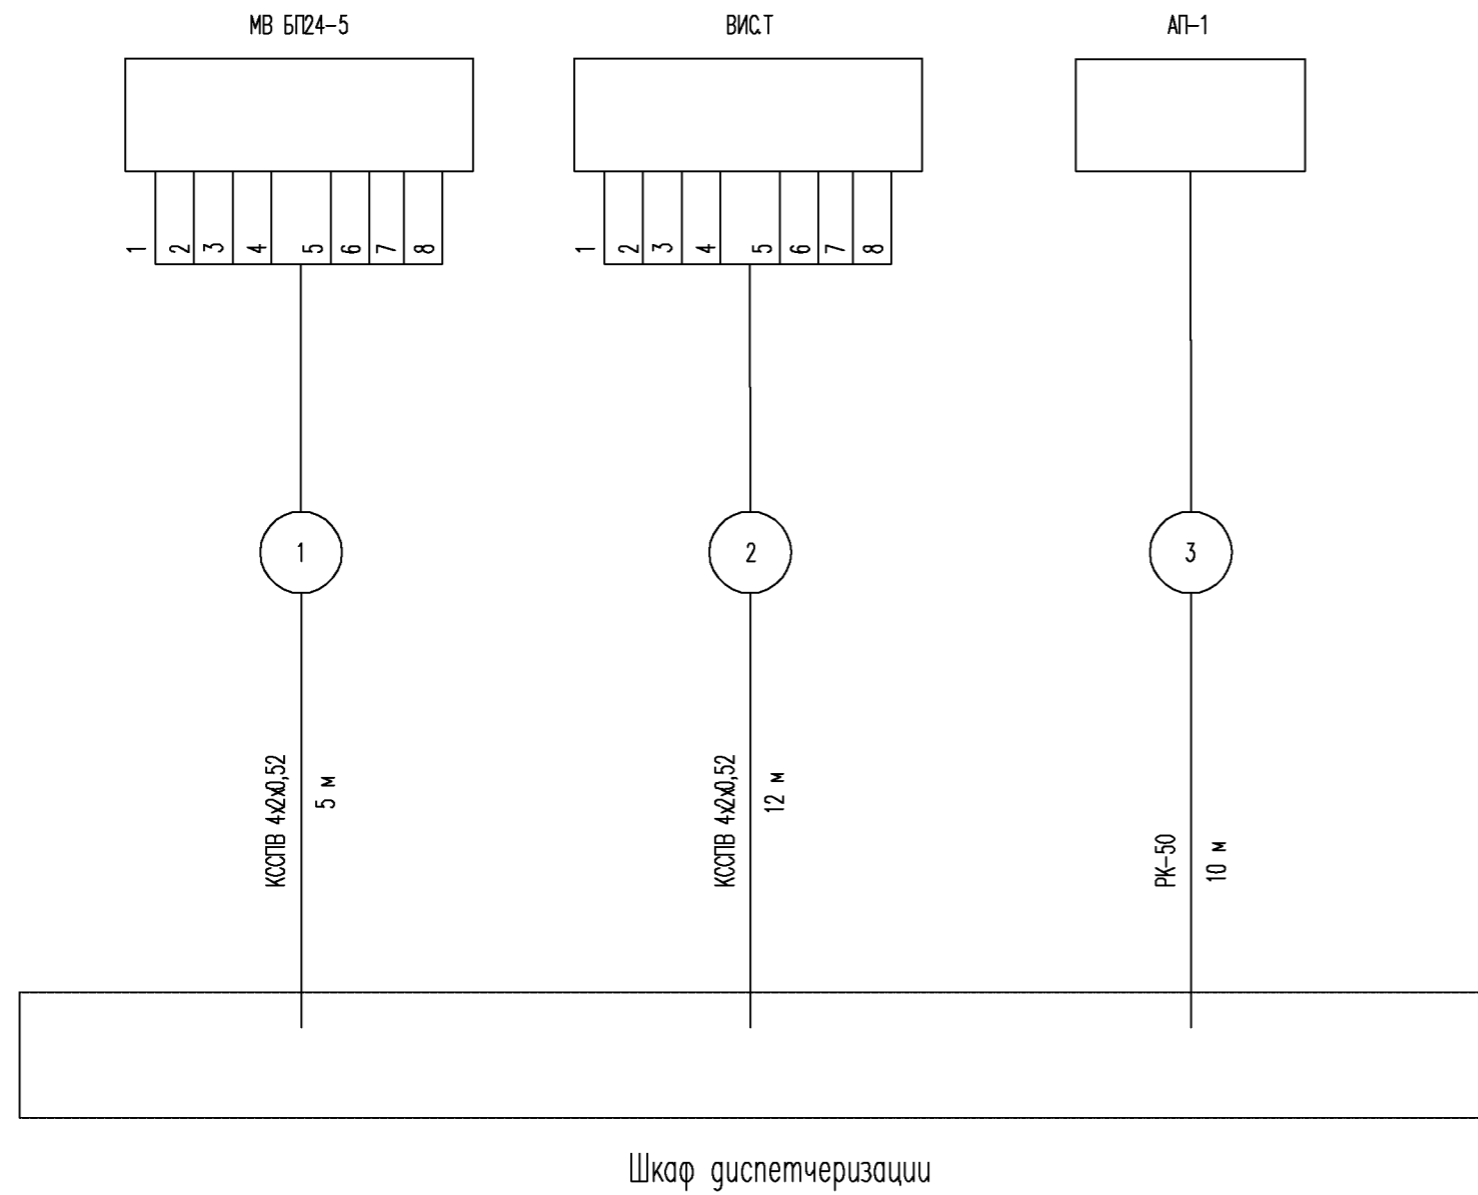 МВ БП24-5
ВИС.Т
АП-1
1 2 3 4 5 6 7 8
1 2 3 4 5 6 7 8
1
2
3
КССПВ 4х2х0,52
5 м
КССПВ 4х2х0,52
12 м
РК-50
10 м
Шкаф диспетчеризации